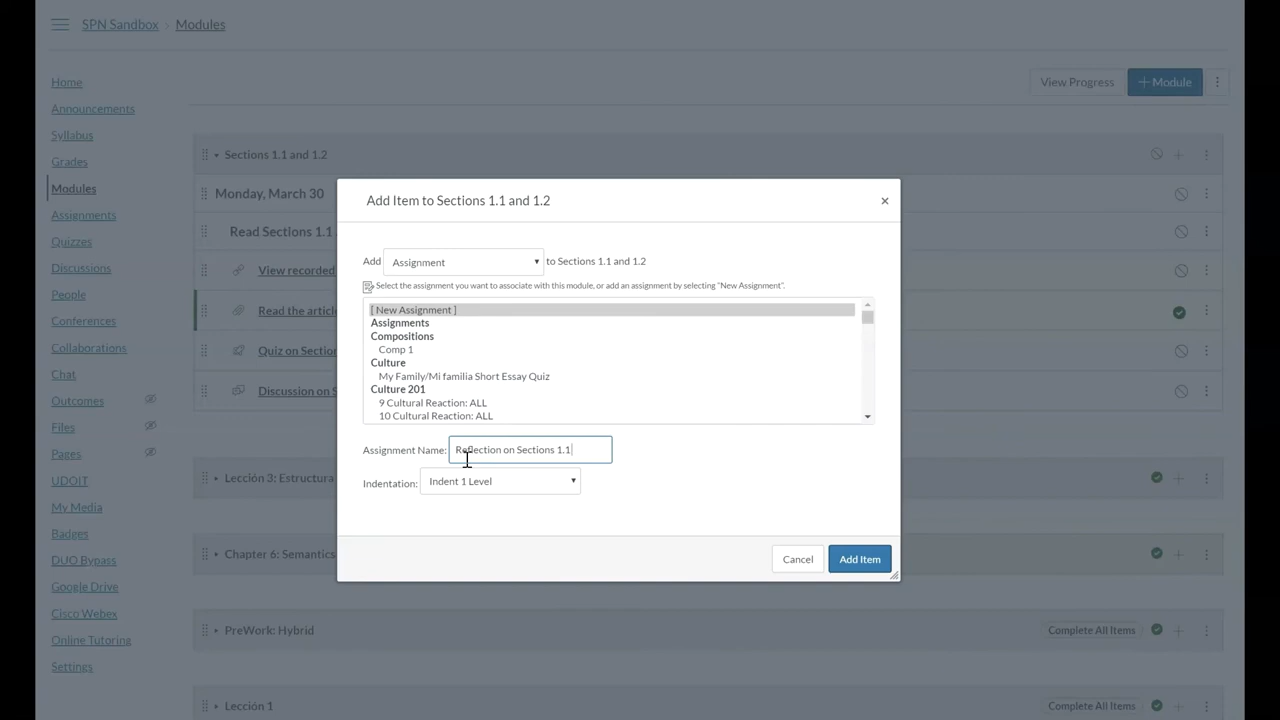 SPN Sandbox › Modules
View Progress
+ Module
Home
Announcements
Syllabus
Grades
Modules
Assignments
Quizzes
Discussions
People
Conferences
Collaborations
Chat
Outcomes
Files
Pages
UDOIT
My Media
Badges
DUO Bypass
Google Drive
Cisco Webex
Online Tutoring
Settings
Sections 1.1 and 1.2
Monday, March 30
Read Sections 1.1
View recorded
Read the article
Quiz on Section
Discussion on S
Lección 3: Estructura
Chapter 6: Semantics
PreWork: Hybrid
Complete All Items
Lección 1
Complete All Items
Add Item to Sections 1.1 and 1.2
Add Assignment to Sections 1.1 and 1.2
Select the assignment you want to associate with this module, or add an assignment by selecting "New Assignment".
[ New Assignment ]
Assignments
Compositions
Comp 1
Culture
My Family/Mi familia Short Essay Quiz
Culture 201
9 Cultural Reaction: ALL
10 Cultural Reaction: ALL
Assignment Name: Reflection on Sections 1.1
Indentation: Indent 1 Level
Cancel
Add Item